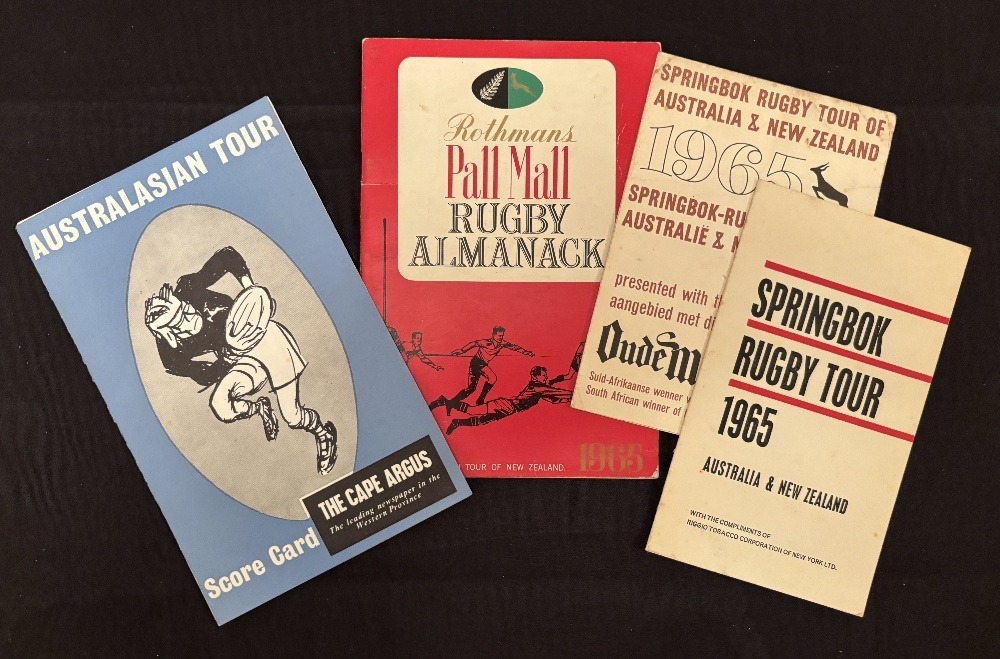 AUSTRALASIAN TOUR
THE CAPE ARGUS
The leading newspaper in the
Western Province
Score Card
Rothmans
Pall Mall
RUGBY
ALMANACK
TOUR OF NEW ZEALAND.
1965
SPRINGBOK RUGBY TOUR OF
AUSTRALIA & NEW ZEALAND
1965
SPRINGBOK-RU
AUSTRALIË &
presented with
aangebied met di
Oude
Suid-Afrikaanse wenner
South African winner of
SPRINGBOK
RUGBY TOUR
1965
AUSTRALIA & NEW ZEALAND
WITH THE COMPLIMENTS OF
RIGGIO TOBACCO CORPORATION OF NEW YORK LTD.